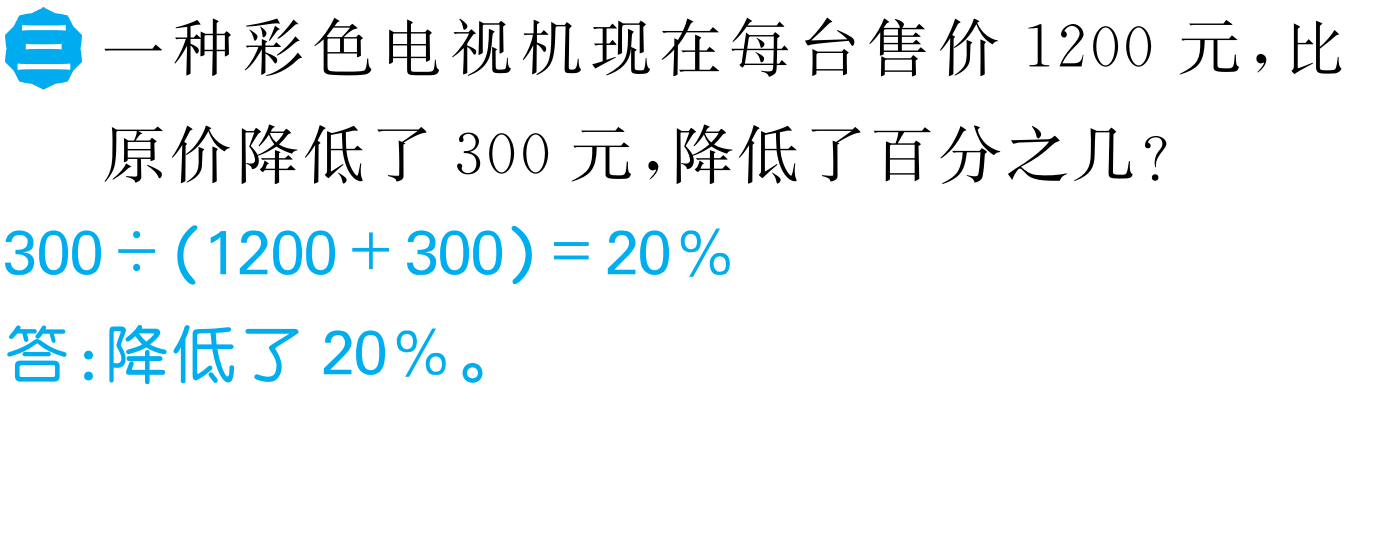 三 一种彩色电视机现在每台售价 1200 元,比
原价降低了 300 元,降低了百分之几?
300÷(1200+300)=20%
答:降低了 20%。